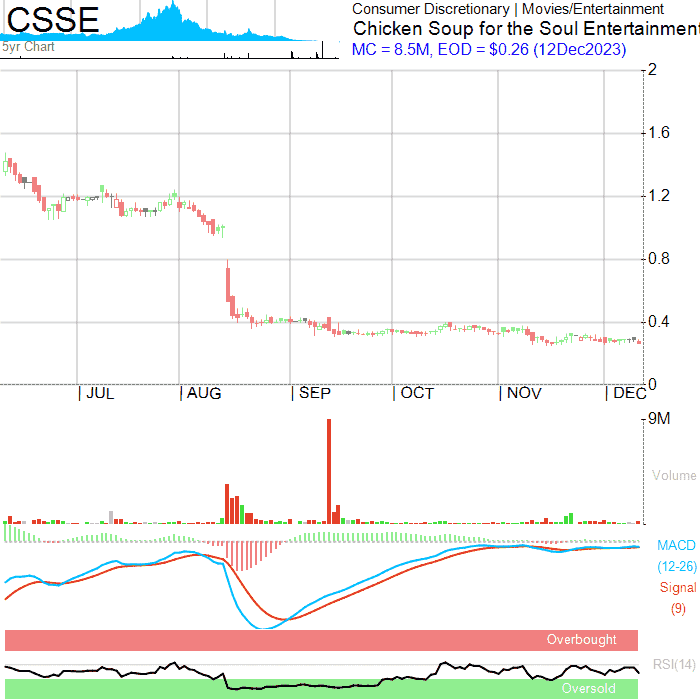 CSSE
5yr Chart
Consumer Discretionary | Movies/Entertainment
Chicken Soup for the Soul Entertainment
MC = 8.5M, EOD = $0.26 (12Dec2023)
2
1.6
1.2
0.8
0.4
0
| JUL | AUG | SEP | OCT | NOV | DEC
9M
Volume
MACD
(12-26)
Signal
(9)
Overbought
RSI(14)
Oversold